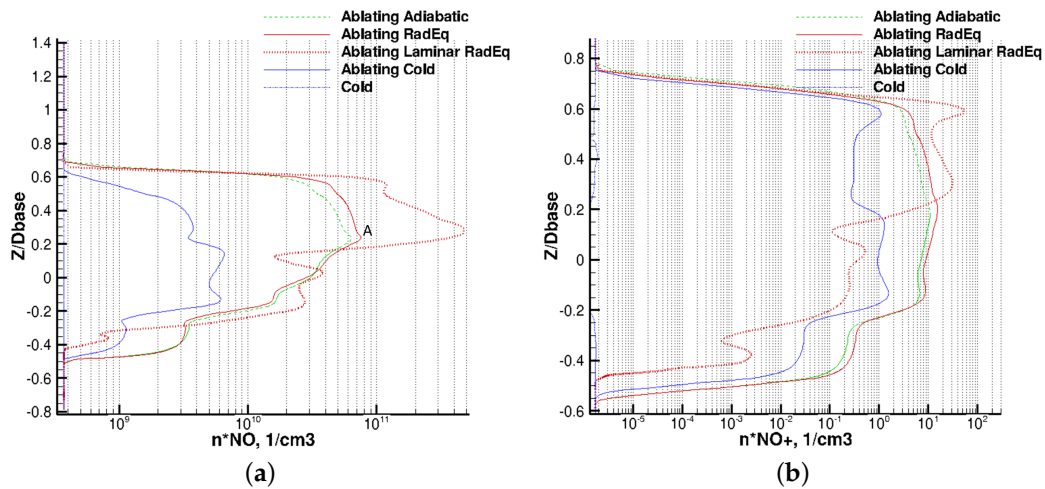 Ablating Adiabatic
Ablating RadEq
Ablating Laminar RadEq
Ablating Cold
Cold
1.4
1.2
1
0.8
0.6
0.4
0.2
0
-0.2
-0.4
-0.6
-0.8
Z/Dbase
A
10^9 10^10 10^11
n*NO, 1/cm3
(a)
Ablating Adiabatic
Ablating RadEq
Ablating Laminar RadEq
Ablating Cold
Cold
0.8
0.6
0.4
0.2
0
-0.2
-0.4
-0.6
Z/Dbase
10^-5 10^-4 10^-3 10^-2 10^-1 10^0 10^1 10^2
n*NO+, 1/cm3
(b)